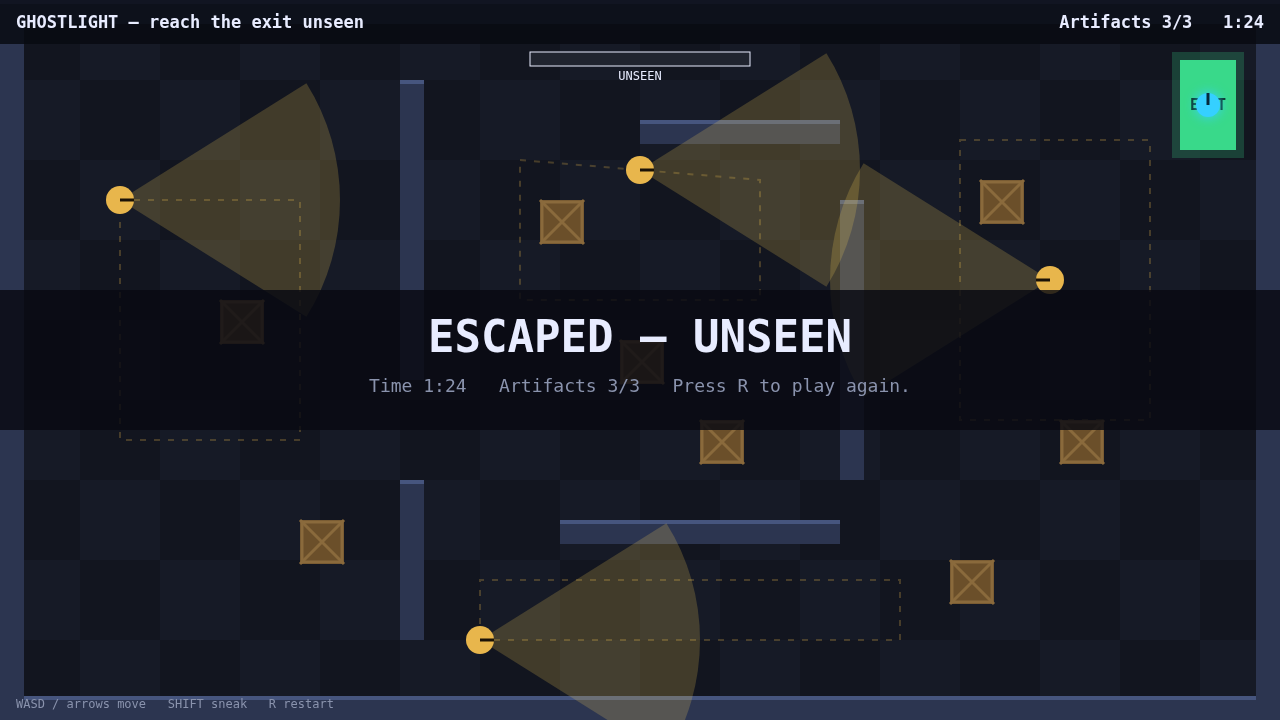 GHOSTLIGHT — reach the exit unseen
Artifacts 3/3 1:24
UNSEEN
ESCAPED — UNSEEN
Time 1:24 Artifacts 3/3 Press R to play again.
WASD / arrows move SHIFT sneak R restart